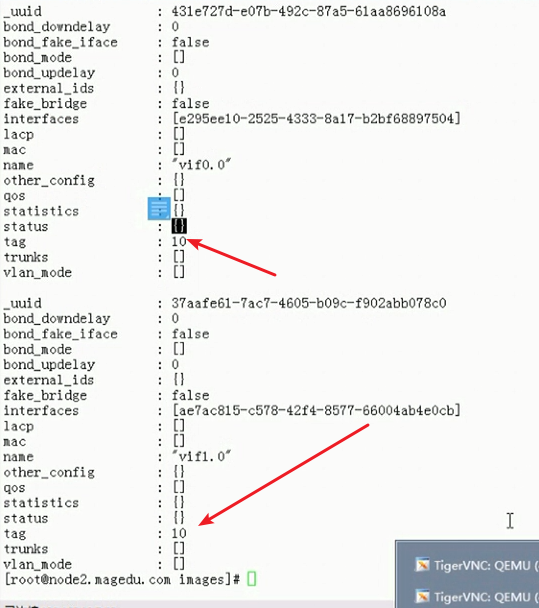 _uuid : 431e727d-e07b-492c-87a5-61aa8696108a
bond_downdelay : 0
bond_fake_iface : false
bond_mode : []
bond_updelay : 0
external_ids : {}
fake_bridge : false
interfaces : [e295ee10-2525-4333-8a17-b2bf68897504]
lacp : []
mac : []
name : "vif0.0"
other_config : {}
qos : []
statistics : {}
status : {}
tag : 10
trunks : []
vlan_mode : []
_uuid : 37aafe61-7ac7-4605-b09c-f902abb078c0
bond_downdelay : 0
bond_fake_iface : false
bond_mode : []
bond_updelay : 0
external_ids : {}
fake_bridge : false
interfaces : [ae7ac815-c578-42f4-8577-66004ab4e0cb]
lacp : []
mac : []
name : "vif1.0"
other_config : {}
qos : []
statistics : {}
status : {}
tag : 10
trunks : []
vlan_mode : []
[root@node2.magedu.com images]#
TigerVNC: QEMU (
TigerVNC: QEMU (